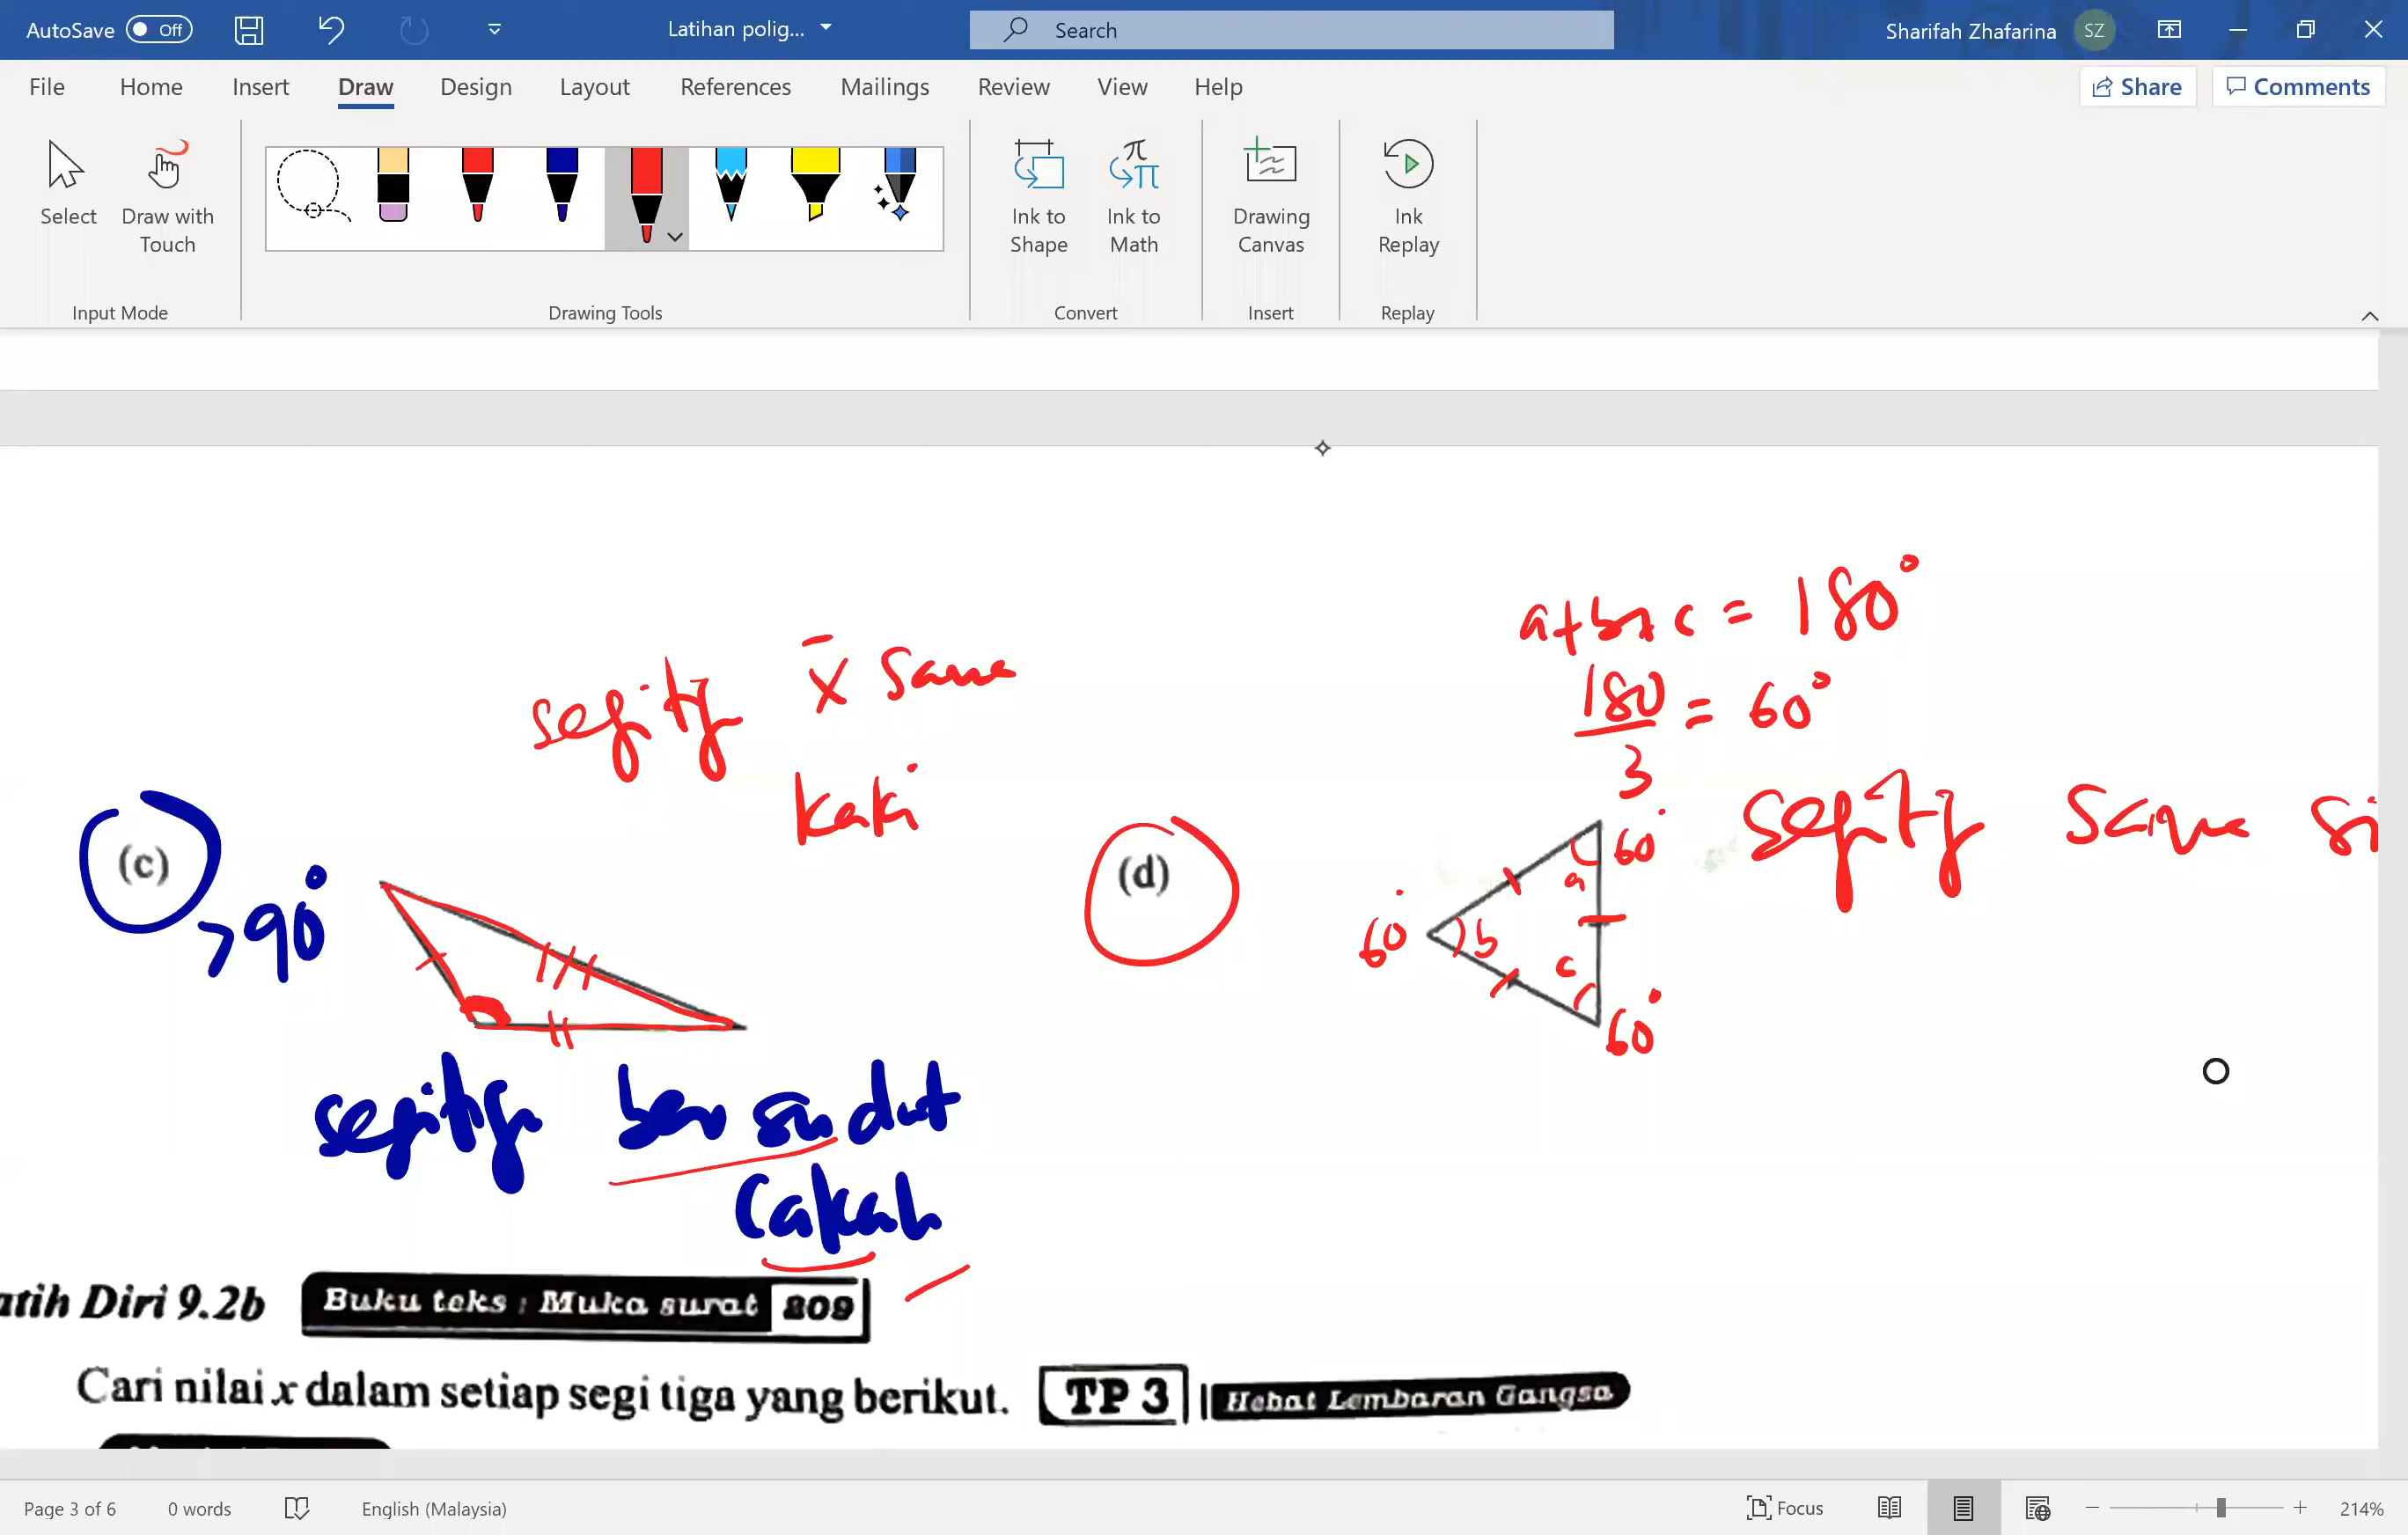 AutoSave Off Latihan polig... Search Sharifah Zhafarina SZ
File Home Insert Draw Design Layout References Mailings Review View Help Share Comments
Select Draw with Touch Ink to Shape Ink to Math Drawing Canvas Ink Replay
Input Mode Drawing Tools Convert Insert Replay
a+b+c = 180°
180/3 = 60°
x sama
kaki
(c)
>90°
bersudut
Cakah
(d)
sama si
60°
60°
60°
a
b
c
atih Diri 9.2b Buku teks : Muka surat 209
Cari nilai x dalam setiap segi tiga yang berikut. TP 3 Hebat Lembaran Gangsa
Page 3 of 6 0 words English (Malaysia) Focus 214%